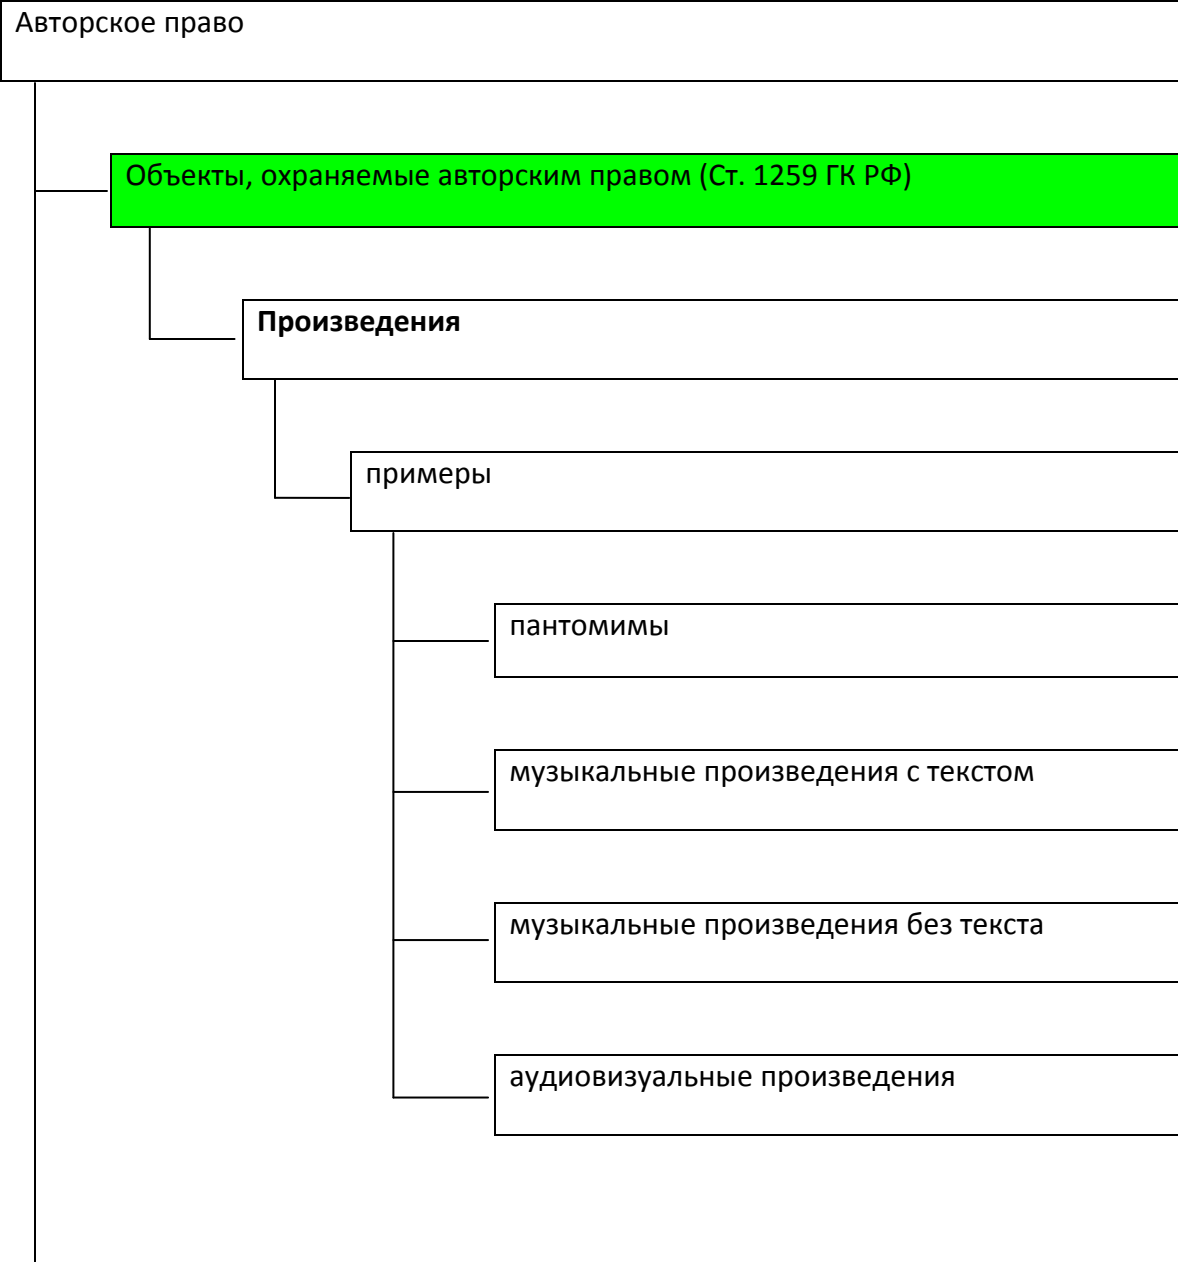 Авторское право
Объекты, охраняемые авторским правом (Ст. 1259 ГК РФ)
Произведения
примеры
пантомимы
музыкальные произведения с текстом
музыкальные произведения без текста
аудиовизуальные произведения